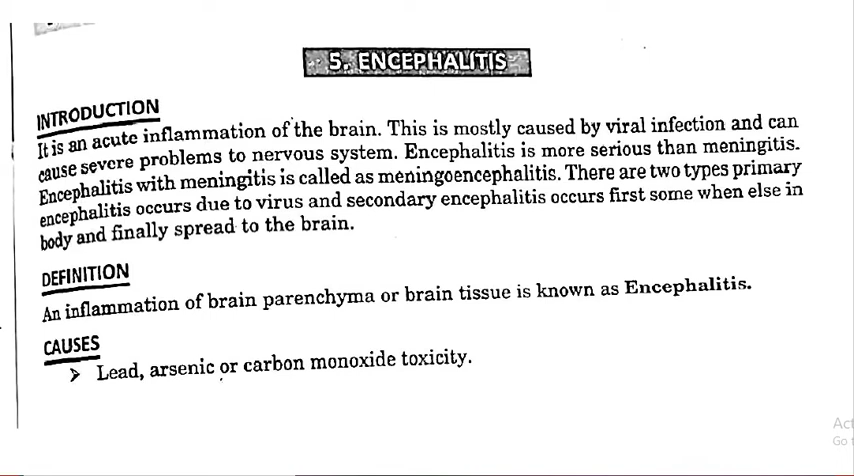 5. ENCEPHALITIS
INTRODUCTION
It is an acute inflammation of the brain. This is mostly caused by viral infection and can
cause severe problems to nervous system. Encephalitis is more serious than meningitis.
Encephalitis with meningitis is called as meningoencephalitis. There are two types primary
encephalitis occurs due to virus and secondary encephalitis occurs first some when else in
body and finally spread to the brain.
DEFINITION
An inflammation of brain parenchyma or brain tissue is known as Encephalitis.
CAUSES
➤ Lead, arsenic or carbon monoxide toxicity.
Act
Go t